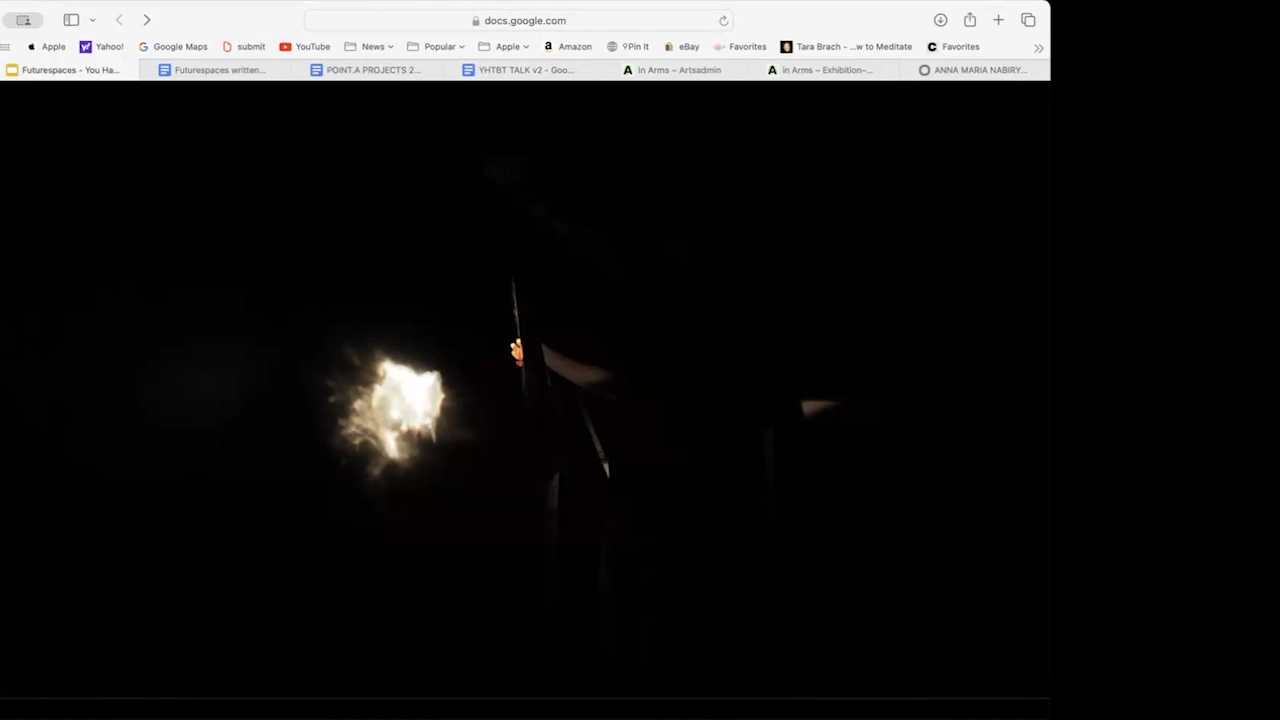 docs.google.com
Apple Yahoo! Google Maps submit YouTube News Popular Apple Amazon Pin It eBay Favorites Tara Brach - ...w to Meditate Favorites
Futurespaces - You Ha... Futurespaces written... POINT.A PROJECTS 2... YHTBT TALK v2 - Goo... In Arms – Artsadmin in Arms – Exhibition–... ANNA MARIA NABIRY...